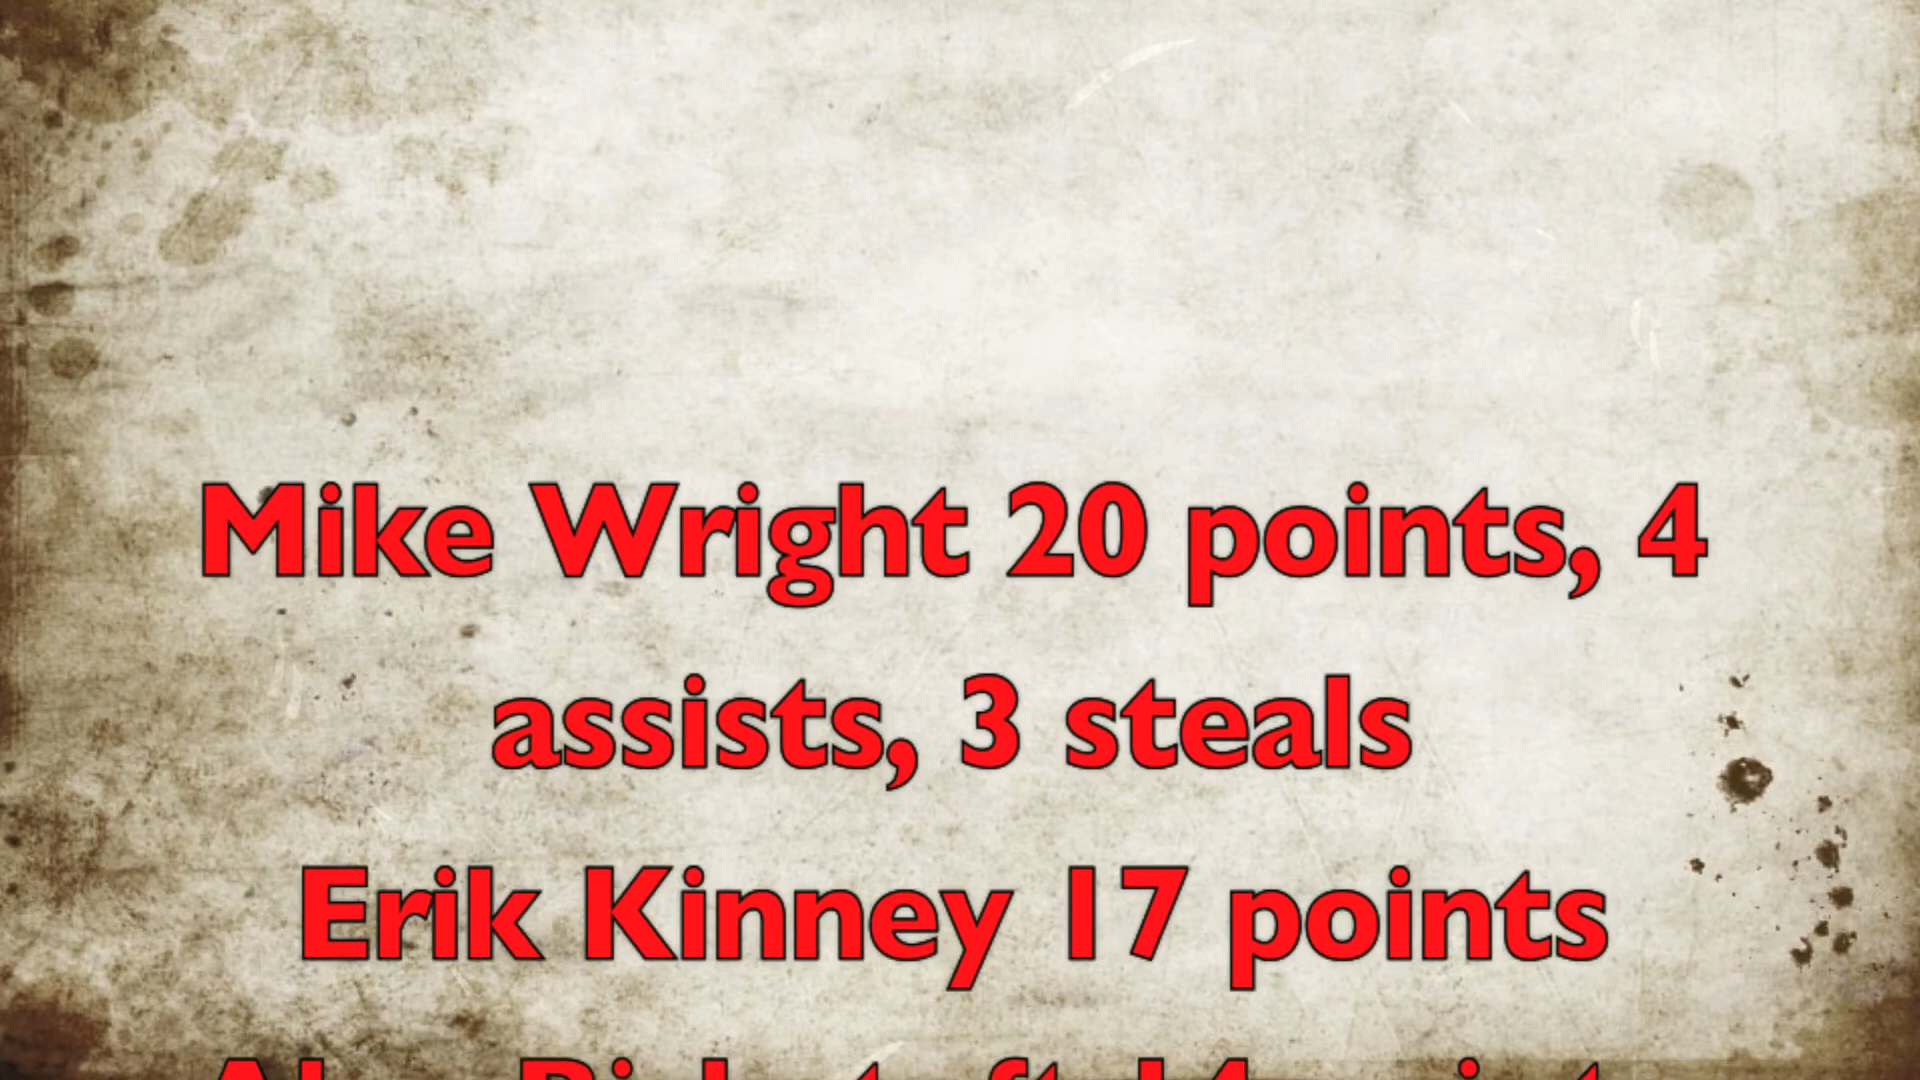 Mike Wright 20 points, 4
assists, 3 steals
Erik Kinney 17 points